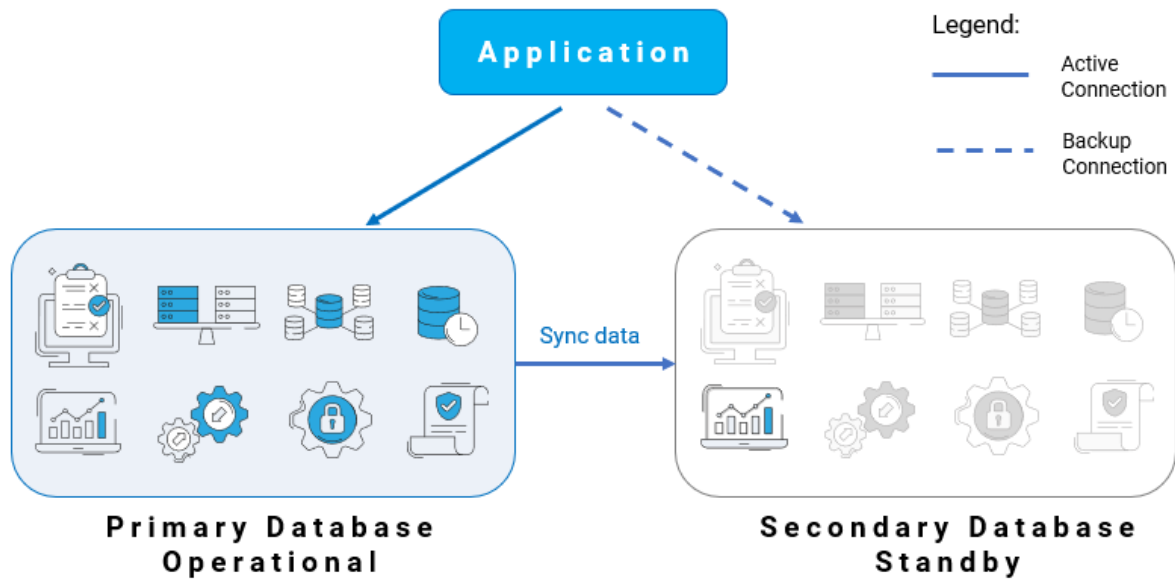 Application
Legend:
Active
Connection
Backup
Connection
Sync data
Primary Database
Operational
Secondary Database
Standby